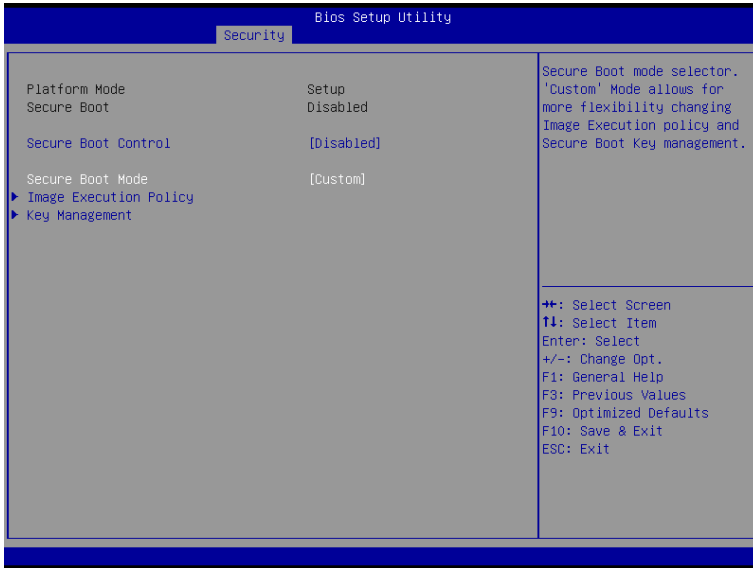 Bios Setup Utility
Security
Platform Mode Setup
Secure Boot Disabled
Secure Boot Control [Disabled]
Secure Boot Mode [Custom]
Image Execution Policy
Key Management
Secure Boot mode selector.
'Custom' Mode allows for
more flexibility changing
Image Execution policy and
Secure Boot Key management.
→←: Select Screen
↑↓: Select Item
Enter: Select
+/-: Change Opt.
F1: General Help
F3: Previous Values
F9: Optimized Defaults
F10: Save & Exit
ESC: Exit